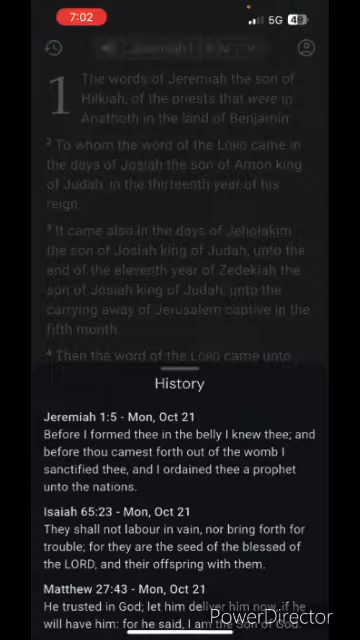 7:02
5G 49
Jeremiah 1
1 The words of Jeremiah the son of
Hilkiah, of the priests that were in
Anathoth in the land of Benjamin:
2 To whom the word of the LORD came in
the days of Josiah the son of Amon king
of Judah, in the thirteenth year of his
reign.
3 It came also in the days of Jehoiakim
the son of Josiah king of Judah, unto the
end of the eleventh year of Zedekiah the
son of Josiah king of Judah, unto the
carrying away of Jerusalem captive in the
fifth month.
4 Then the word of the LORD came unto
History
Jeremiah 1:5 - Mon, Oct 21
Before I formed thee in the belly I knew thee; and
before thou camest forth out of the womb I
sanctified thee, and I ordained thee a prophet
unto the nations.
Isaiah 65:23 - Mon, Oct 21
They shall not labour in vain, nor bring forth for
trouble; for they are the seed of the blessed of
the LORD, and their offspring with them.
Matthew 27:43 - Mon, Oct 21
He trusted in God; let him deliver him now, if he
will have him: for he said, I am the Son of God.
PowerDirector